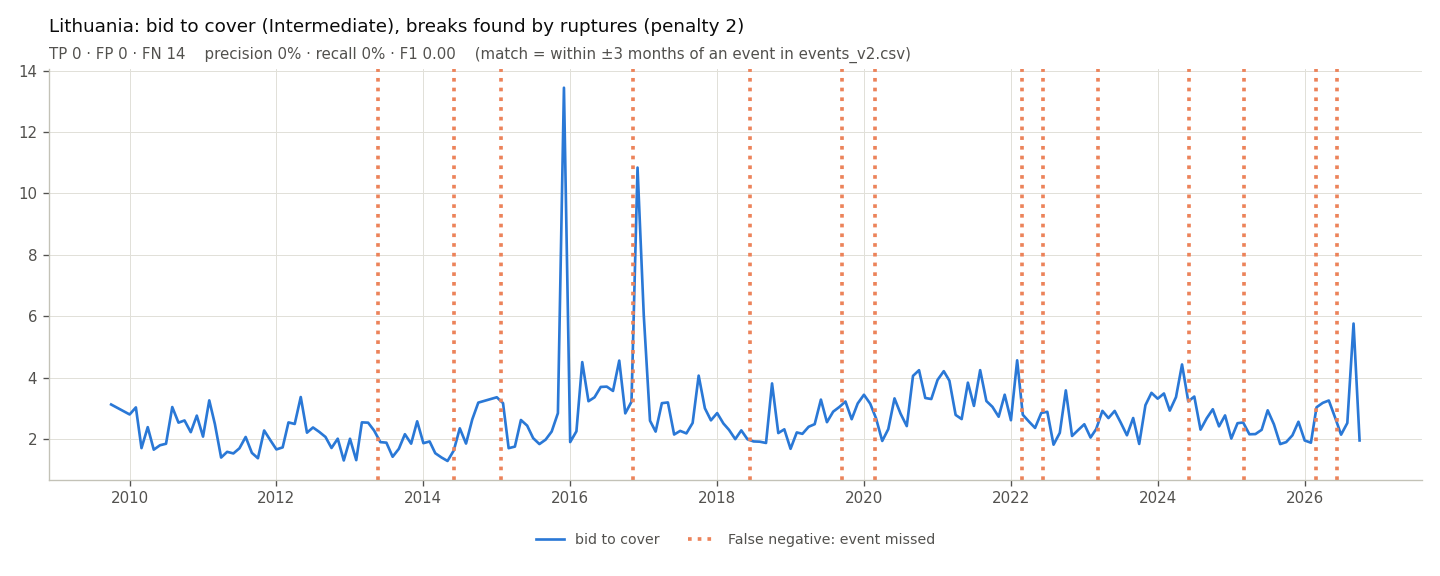 Lithuania: bid to cover (Intermediate), breaks found by ruptures (penalty 2)
TP 0 · FP 0 · FN 14    precision 0% · recall 0% · F1 0.00    (match = within ±3 months of an event in events_v2.csv)
14
12
10
8
6
4
2
2010 2012 2014 2016 2018 2020 2022 2024 2026
bid to cover    False negative: event missed